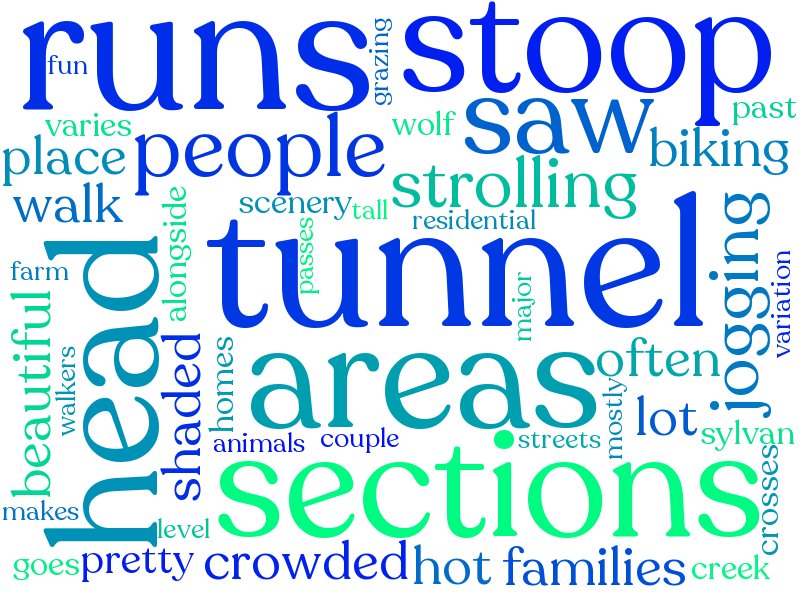 runs
stoop
fun
grazing
varies
place
people
wolf
saw
past
biking
walk
scenery
tall
strolling
residential
alongside
passes
tunnel
jogging
farm
head
major
variation
beautiful
walkers
shaded
homes
areas
often
mostly
lot
animals
couple
streets
sylvan
makes
level
sections
crosses
goes
pretty
crowded
hot
families
creek